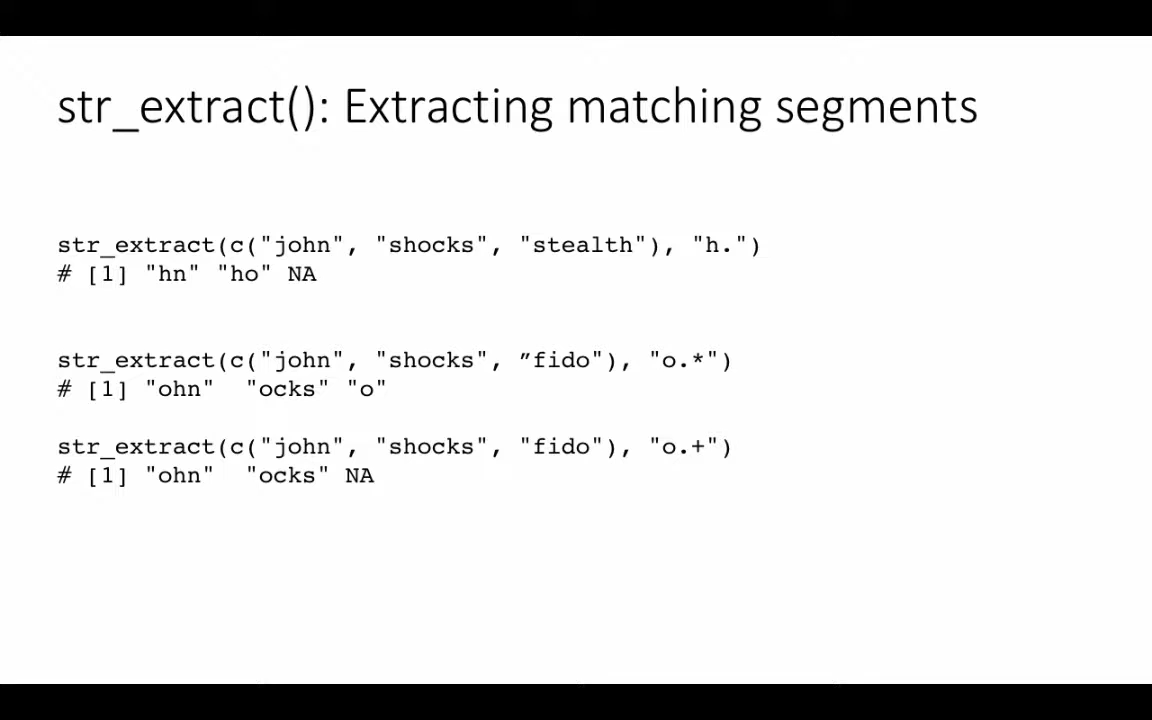 str_extract(): Extracting matching segments
str_extract(c("john", "shocks", "stealth"), "h.")
# [1] "hn" "ho" NA
str_extract(c("john", "shocks", ”fido"), "o.*")
# [1] "ohn"  "ocks" "o"
str_extract(c("john", "shocks", "fido"), "o.+")
# [1] "ohn"  "ocks" NA